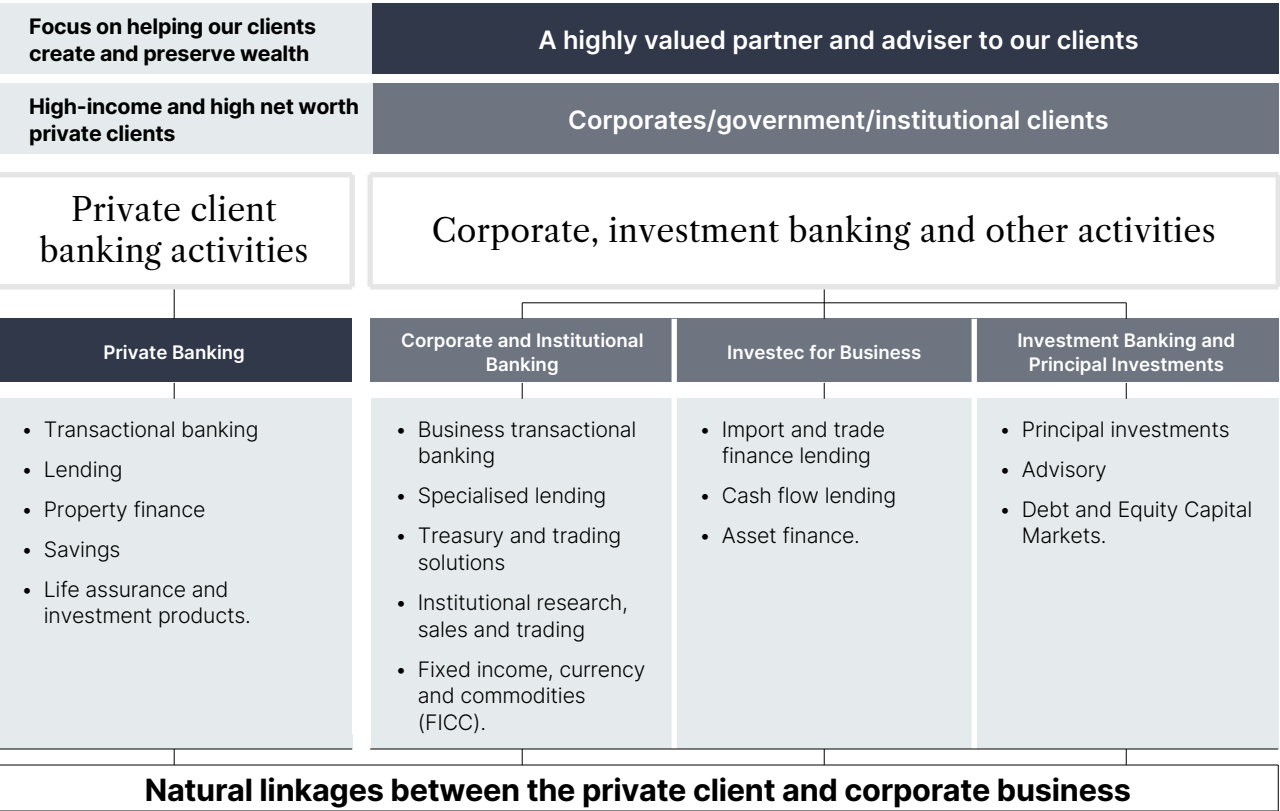 Focus on helping our clients
create and preserve wealth
A highly valued partner and adviser to our clients
High-income and high net worth
private clients
Corporates/government/institutional clients
Private client
banking activities
Corporate, investment banking and other activities
Private Banking
Corporate and Institutional
Banking
Investec for Business
Investment Banking and
Principal Investments
• Transactional banking
• Lending
• Property finance
• Savings
• Life assurance and
investment products.
• Business transactional
banking
• Specialised lending
• Treasury and trading
solutions
• Institutional research,
sales and trading
• Fixed income, currency
and commodities
(FICC).
• Import and trade
finance lending
• Cash flow lending
• Asset finance.
• Principal investments
• Advisory
• Debt and Equity Capital
Markets.
Natural linkages between the private client and corporate business